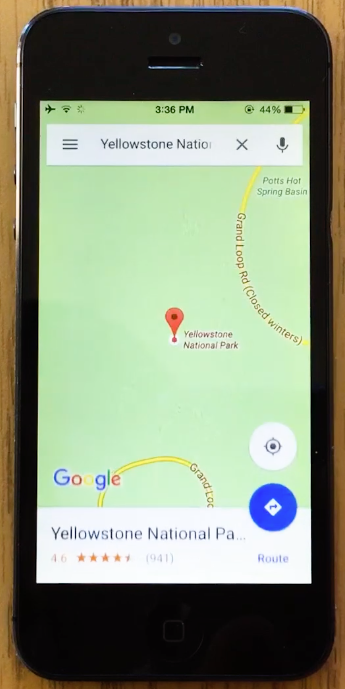 3:36 PM 44%
Yellowstone Natio
Potts Hot
Spring Basin
Grand Loop Rd (Closed winters)
Yellowstone
National Park
Google
Grand Loo
Yellowstone National Pa...
4.6 (941) Route